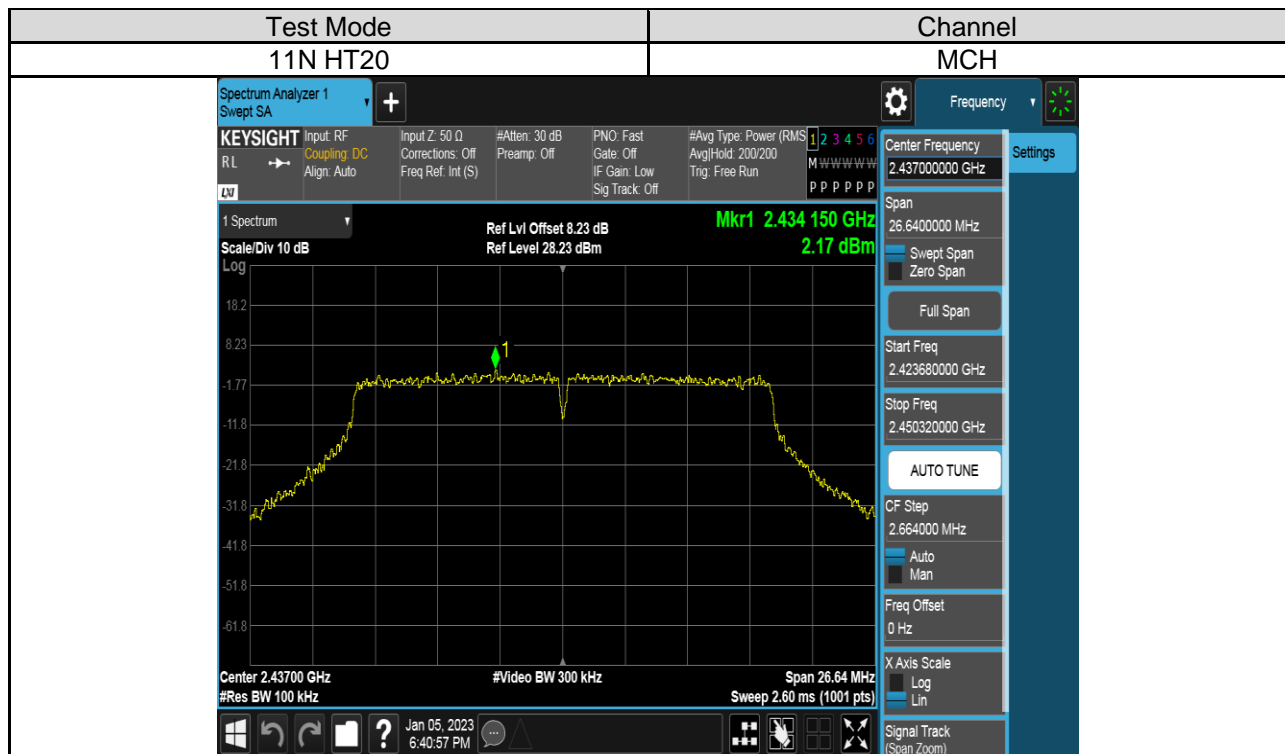 Test Mode Channel
11N HT20 MCH
Spectrum Analyzer 1
Swept SA
+
Frequency
KEYSIGHT
R L
LXI
Input: RF
Coupling: DC
Align: Auto
Input Z: 50 Ω
Corrections: Off
Freq Ref: Int (S)
#Atten: 30 dB
Preamp: Off
PNO: Fast
Gate: Off
IF Gain: Low
Sig Track: Off
#Avg Type: Power (RMS
Avg|Hold: 200/200
Trig: Free Run
1 2 3 4 5 6
M W W W W W
P P P P P P
1 Spectrum
Scale/Div 10 dB
Log
Ref Lvl Offset 8.23 dB
Ref Level 28.23 dBm
Mkr1 2.434 150 GHz
2.17 dBm
18.2
8.23
-1.77
-11.8
-21.8
-31.8
-41.8
-51.8
-61.8
1
Center 2.43700 GHz
#Res BW 100 kHz
#Video BW 300 kHz
Span 26.64 MHz
Sweep 2.60 ms (1001 pts)
Center Frequency
2.437000000 GHz
Settings
Span
26.6400000 MHz
Swept Span
Zero Span
Full Span
Start Freq
2.423680000 GHz
Stop Freq
2.450320000 GHz
AUTO TUNE
CF Step
2.664000 MHz
Auto
Man
Freq Offset
0 Hz
X Axis Scale
Log
Lin
Signal Track
(Span Zoom)
?
Jan 05, 2023
6:40:57 PM